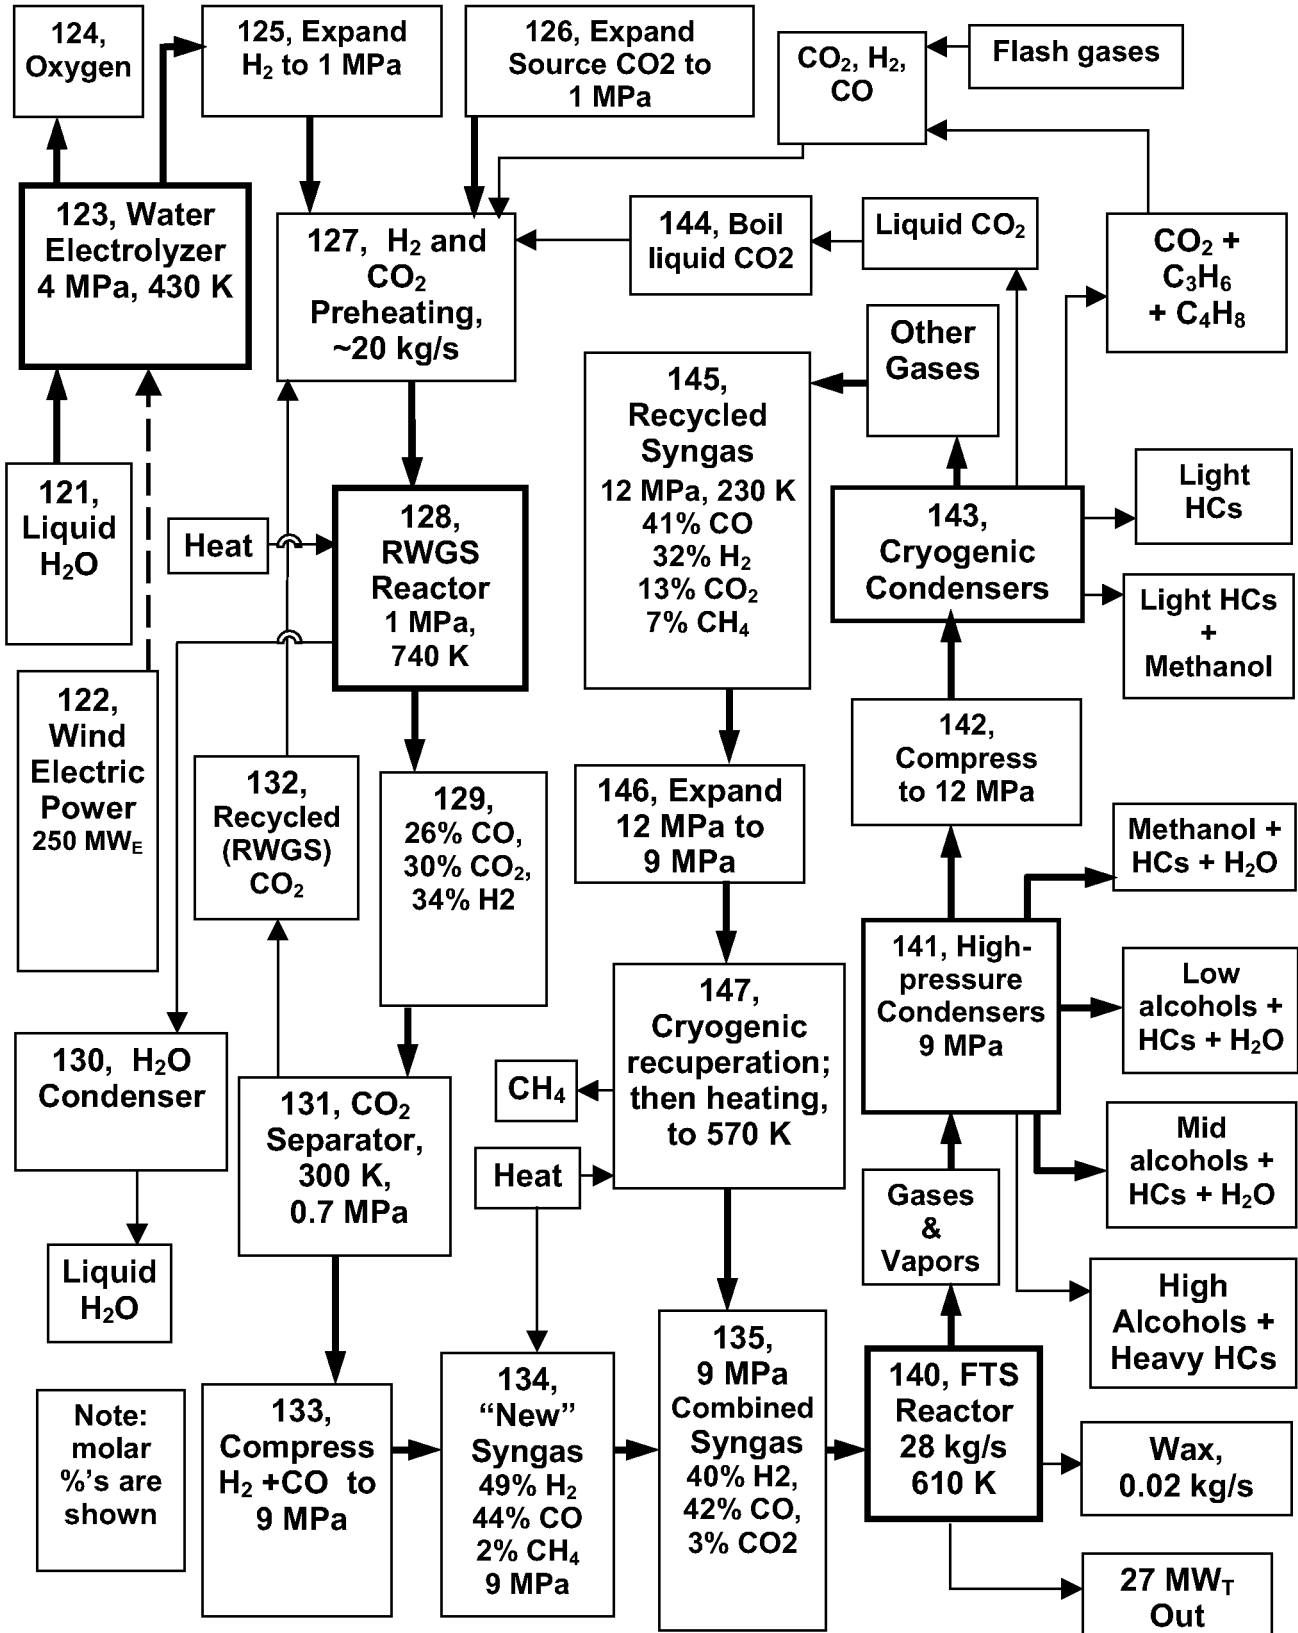 124,
Oxygen
125, Expand
H₂ to 1 MPa
126, Expand
Source CO2 to
1 MPa
CO₂, H₂,
CO
Flash gases
123, Water
Electrolyzer
4 MPa, 430 K
127, H₂ and
CO₂
Preheating,
~20 kg/s
144, Boil
liquid CO2
Liquid CO₂
CO₂ +
C₃H₆
+ C₄H₈
Other
Gases
145,
Recycled
Syngas
12 MPa, 230 K
41% CO
32% H₂
13% CO₂
7% CH₄
121,
Liquid
H₂O
Heat
128,
RWGS
Reactor
1 MPa,
740 K
143,
Cryogenic
Condensers
Light
HCs
Light HCs
+
Methanol
122,
Wind
Electric
Power
250 MWE
132,
Recycled
(RWGS)
CO₂
129,
26% CO,
30% CO₂,
34% H2
146, Expand
12 MPa to
9 MPa
142,
Compress
to 12 MPa
Methanol +
HCs + H₂O
141, High-
pressure
Condensers
9 MPa
Low
alcohols +
HCs + H₂O
147,
Cryogenic
recuperation;
then heating,
to 570 K
CH₄
Heat
130, H₂O
Condenser
131, CO₂
Separator,
300 K,
0.7 MPa
Mid
alcohols +
HCs + H₂O
Gases
&
Vapors
Liquid
H₂O
High
Alcohols +
Heavy HCs
Note:
molar
%'s are
shown
133,
Compress
H₂ +CO to
9 MPa
134,
“New”
Syngas
49% H₂
44% CO
2% CH₄
9 MPa
135,
9 MPa
Combined
Syngas
40% H2,
42% CO,
3% CO2
140, FTS
Reactor
28 kg/s
610 K
Wax,
0.02 kg/s
27 MWT
Out